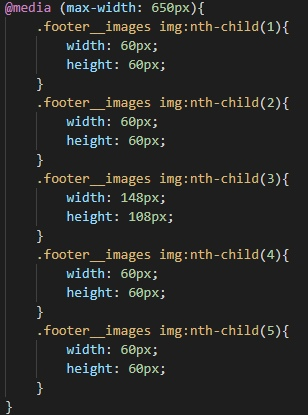 @media (max-width: 650px){
    .footer__images img:nth-child(1){
        width: 60px;
        height: 60px;
    }
    .footer__images img:nth-child(2){
        width: 60px;
        height: 60px;
    }
    .footer__images img:nth-child(3){
        width: 148px;
        height: 108px;
    }
    .footer__images img:nth-child(4){
        width: 60px;
        height: 60px;
    }
    .footer__images img:nth-child(5){
        width: 60px;
        height: 60px;
    }
}